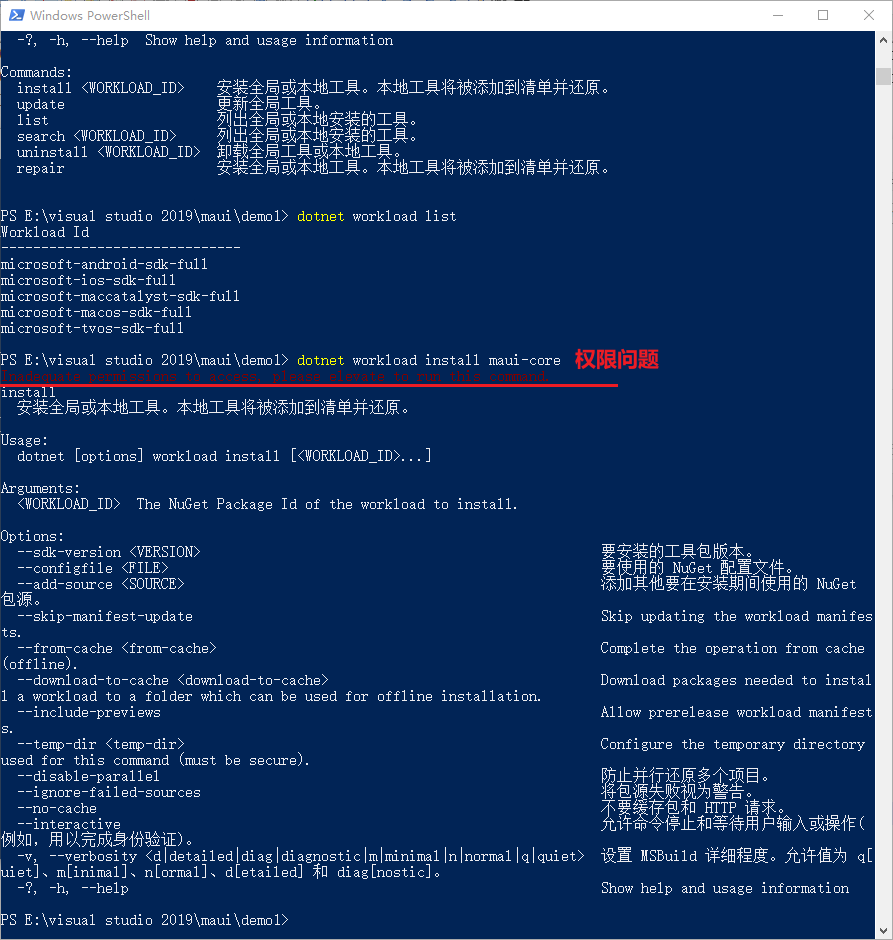 Windows PowerShell
-?, -h, --help  Show help and usage information
Commands:
install <WORKLOAD_ID>    安装全局或本地工具。本地工具将被添加到清单并还原。
update                   更新全局工具。
list                     列出全局或本地安装的工具。
search <WORKLOAD_ID>     列出全局或本地安装的工具。
uninstall <WORKLOAD_ID>  卸载全局工具或本地工具。
repair                   安装全局或本地工具。本地工具将被添加到清单并还原。
PS E:\visual studio 2019\maui\demo1> dotnet workload list
Workload Id
------------------------------
microsoft-android-sdk-full
microsoft-ios-sdk-full
microsoft-maccatalyst-sdk-full
microsoft-macos-sdk-full
microsoft-tvos-sdk-full
PS E:\visual studio 2019\maui\demo1> dotnet workload install maui-core 权限问题
Inadequate permissions to access, please elevate to run this command.
install
安装全局或本地工具。本地工具将被添加到清单并还原。
Usage:
dotnet [options] workload install [<WORKLOAD_ID>...]
Arguments:
<WORKLOAD_ID>  The NuGet Package Id of the workload to install.
Options:
--sdk-version <VERSION>    要安装的工具包版本。
--configfile <FILE>    要使用的 NuGet 配置文件。
--add-source <SOURCE>    添加其他要在安装期间使用的 NuGet
包源。
--skip-manifest-update    Skip updating the workload manifes
ts.
--from-cache <from-cache>    Complete the operation from cache
(offline).
--download-to-cache <download-to-cache>    Download packages needed to instal
l a workload to a folder which can be used for offline installation.
--include-previews    Allow prerelease workload manifest
s.
--temp-dir <temp-dir>    Configure the temporary directory
used for this command (must be secure).
--disable-parallel    防止并行还原多个项目。
--ignore-failed-sources    将包源失败视为警告。
--no-cache    不要缓存包和 HTTP 请求。
--interactive    允许命令停止和等待用户输入或操作(
例如，用以完成身份验证)。
-v, --verbosity <d|detailed|diag|diagnostic|m|minimal|n|normal|q|quiet>  设置 MSBuild 详细程度。允许值为 q[
uiet]、m[inimal]、n[ormal]、d[etailed] 和 diag[nostic]。
-?, -h, --help    Show help and usage information
PS E:\visual studio 2019\maui\demo1>